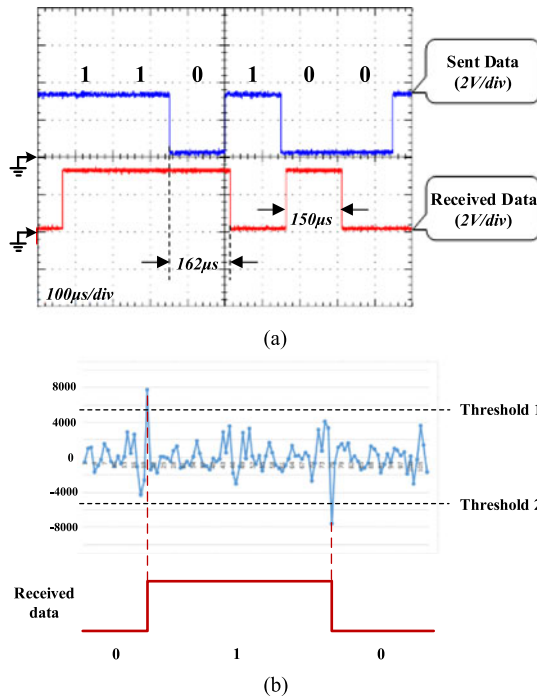 1 1 0 1 0 0
Sent Data
(2V/div)
Received Data
(2V/div)
150μs
162μs
100μs/div
(a)
8000
4000
0
-4000
-8000
Threshold 1
Threshold 2
Received
data
0 1 0
(b)